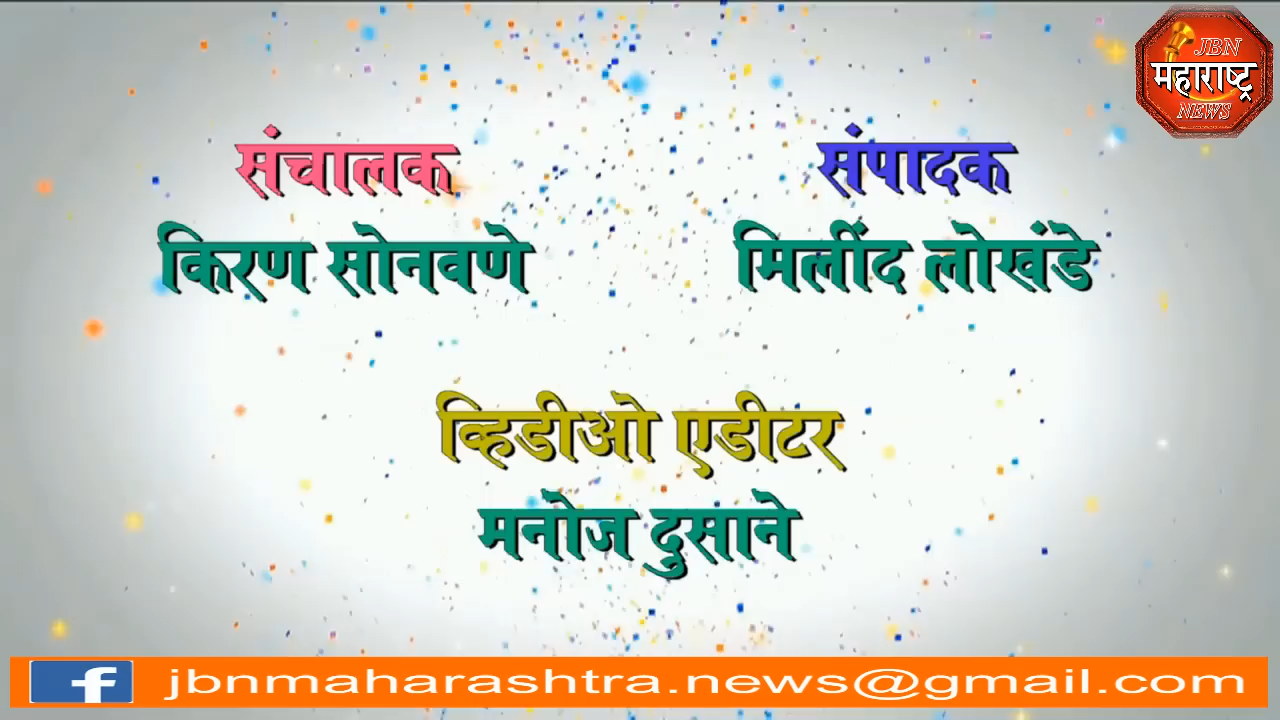 JBN
महाराष्ट्र
NEWS
संचालक
किरण सोनवणे
संपादक
मिलींद लोखंडे
व्हिडीओ एडीटर
मनोज दुसाने
f jbnmaharashtra.news@gmail.com